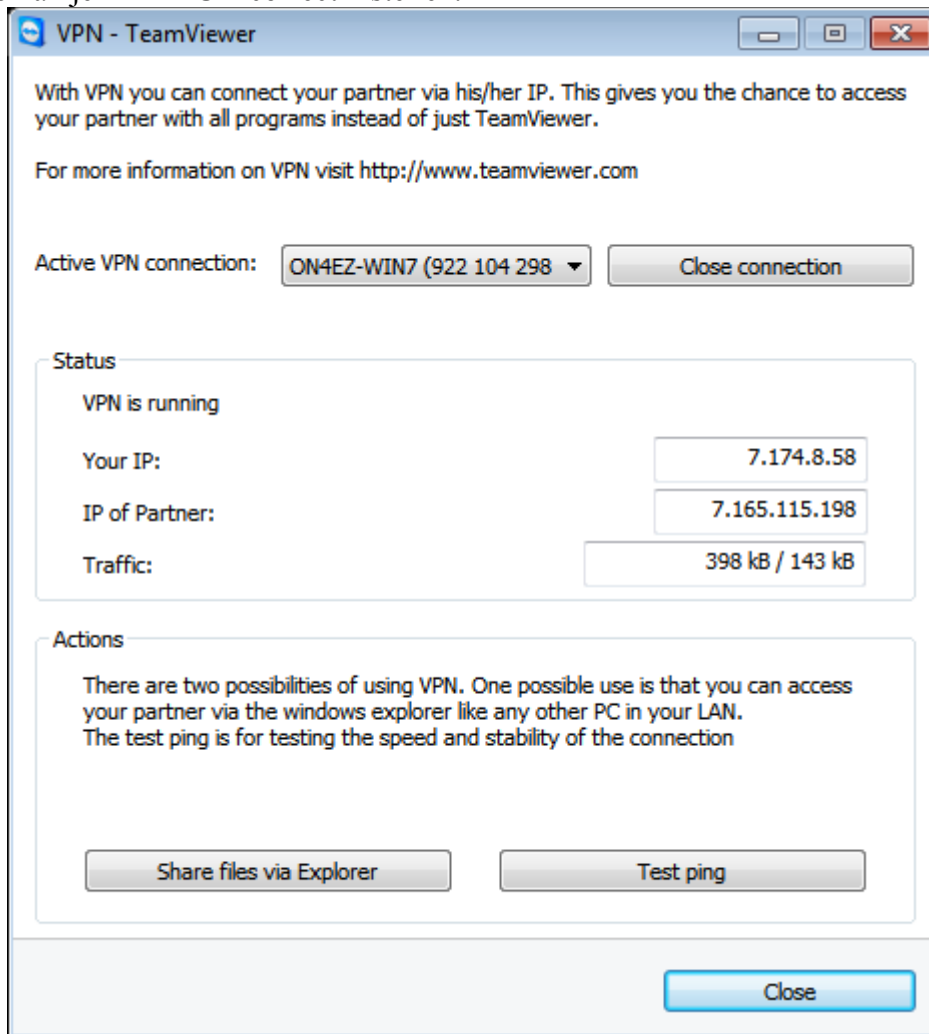 VPN - TeamViewer
With VPN you can connect your partner via his/her IP. This gives you the chance to access
your partner with all programs instead of just TeamViewer.
For more information on VPN visit http://www.teamviewer.com
Active VPN connection: ON4EZ-WIN7 (922 104 298 Close connection
Status
VPN is running
Your IP: 7.174.8.58
IP of Partner: 7.165.115.198
Traffic: 398 kB / 143 kB
Actions
There are two possibilities of using VPN. One possible use is that you can access
your partner via the windows explorer like any other PC in your LAN.
The test ping is for testing the speed and stability of the connection
Share files via Explorer Test ping
Close